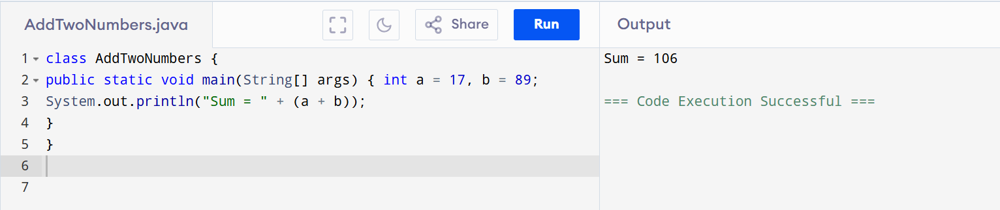 AddTwoNumbers.java Share Run Output
1 class AddTwoNumbers {
2 public static void main(String[] args) { int a = 17, b = 89;
3 System.out.println("Sum = " + (a + b));
4 }
5 }
6
7
Sum = 106
=== Code Execution Successful ===